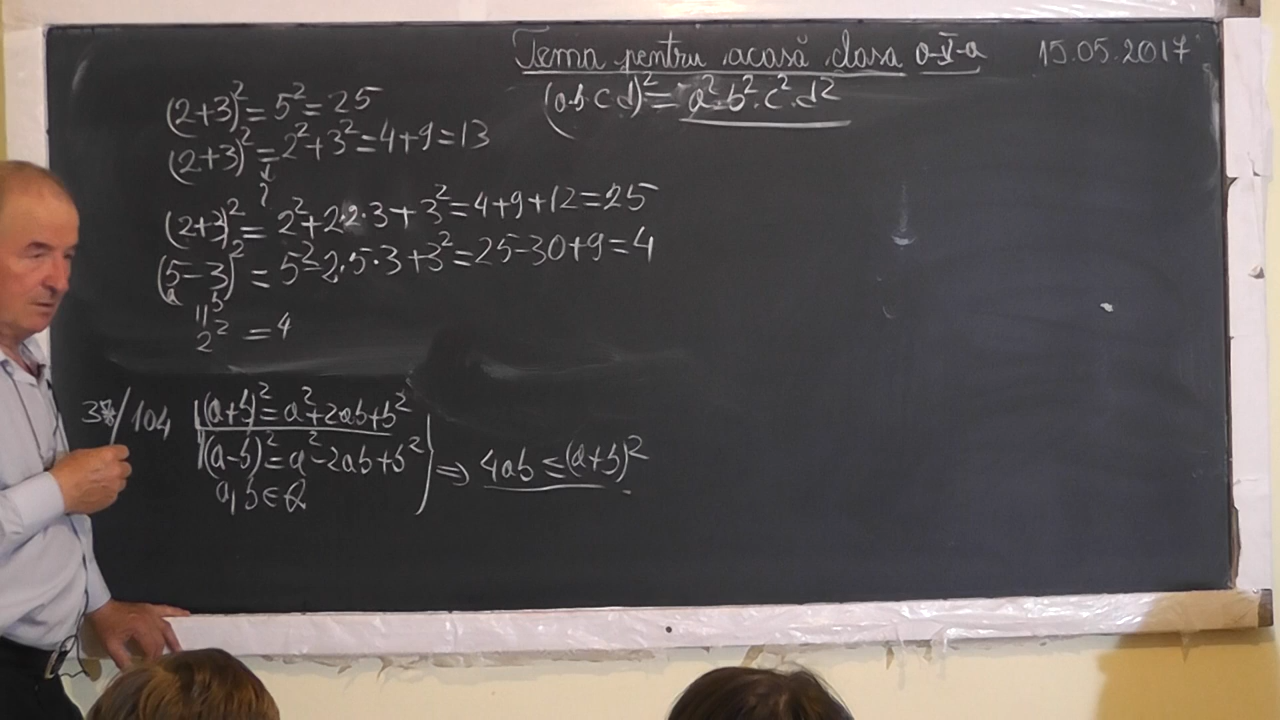 Tema pentru acasă clasa a-V-a 15.05.2017
(a·b·c·d)²=a²·b²·c²·d²
(2+3)²=5²=25
(2+3)²=2²+3²=4+9=13
↓
?
(2+3)²=2²+2·2·3+3²=4+9+12=25
(5-3)²=5²-2·5·3+3²=25-30+9=4
a b
||
2²=4
/104 (a+b)²=a²+2ab+b²
(a-b)²=a²-2ab+b² ⇒ 4ab≤(a+b)²
a,b∈Q